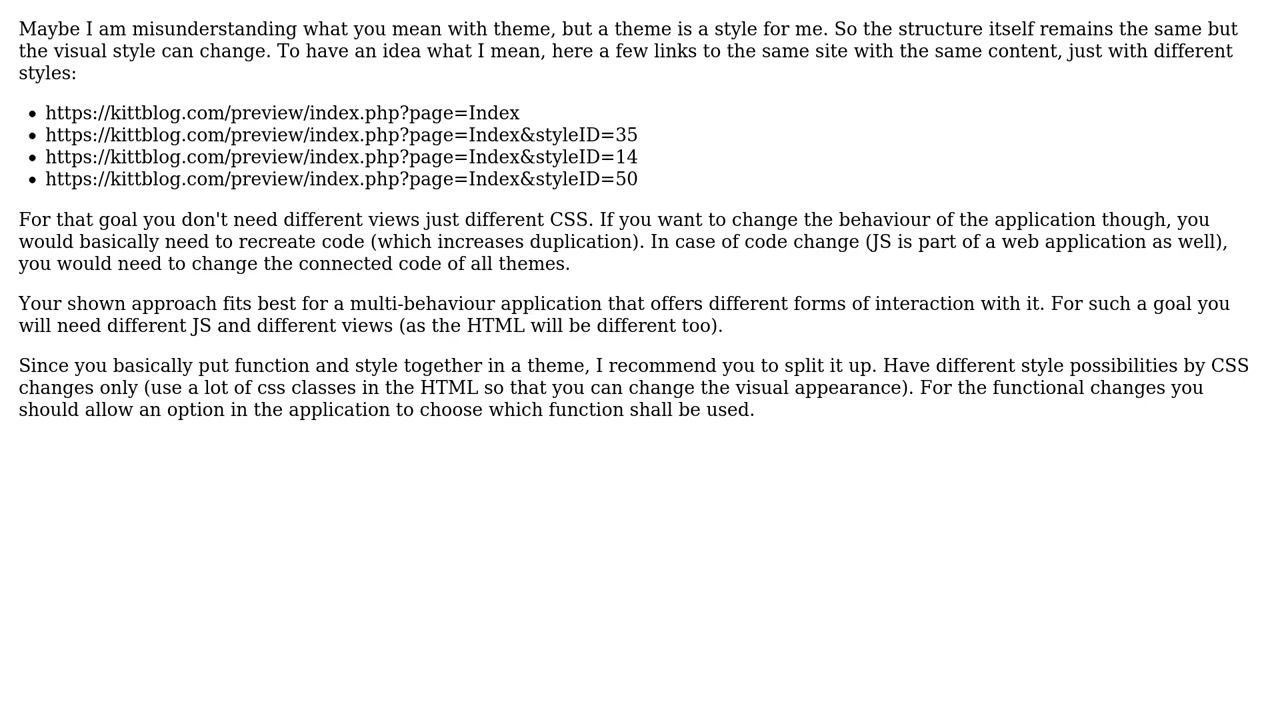 Maybe I am misunderstanding what you mean with theme, but a theme is a style for me. So the structure itself remains the same but
the visual style can change. To have an idea what I mean, here a few links to the same site with the same content, just with different
styles:
• https://kittblog.com/preview/index.php?page=Index
• https://kittblog.com/preview/index.php?page=Index&styleID=35
• https://kittblog.com/preview/index.php?page=Index&styleID=14
• https://kittblog.com/preview/index.php?page=Index&styleID=50
For that goal you don't need different views just different CSS. If you want to change the behaviour of the application though, you
would basically need to recreate code (which increases duplication). In case of code change (JS is part of a web application as well),
you would need to change the connected code of all themes.
Your shown approach fits best for a multi-behaviour application that offers different forms of interaction with it. For such a goal you
will need different JS and different views (as the HTML will be different too).
Since you basically put function and style together in a theme, I recommend you to split it up. Have different style possibilities by CSS
changes only (use a lot of css classes in the HTML so that you can change the visual appearance). For the functional changes you
should allow an option in the application to choose which function shall be used.